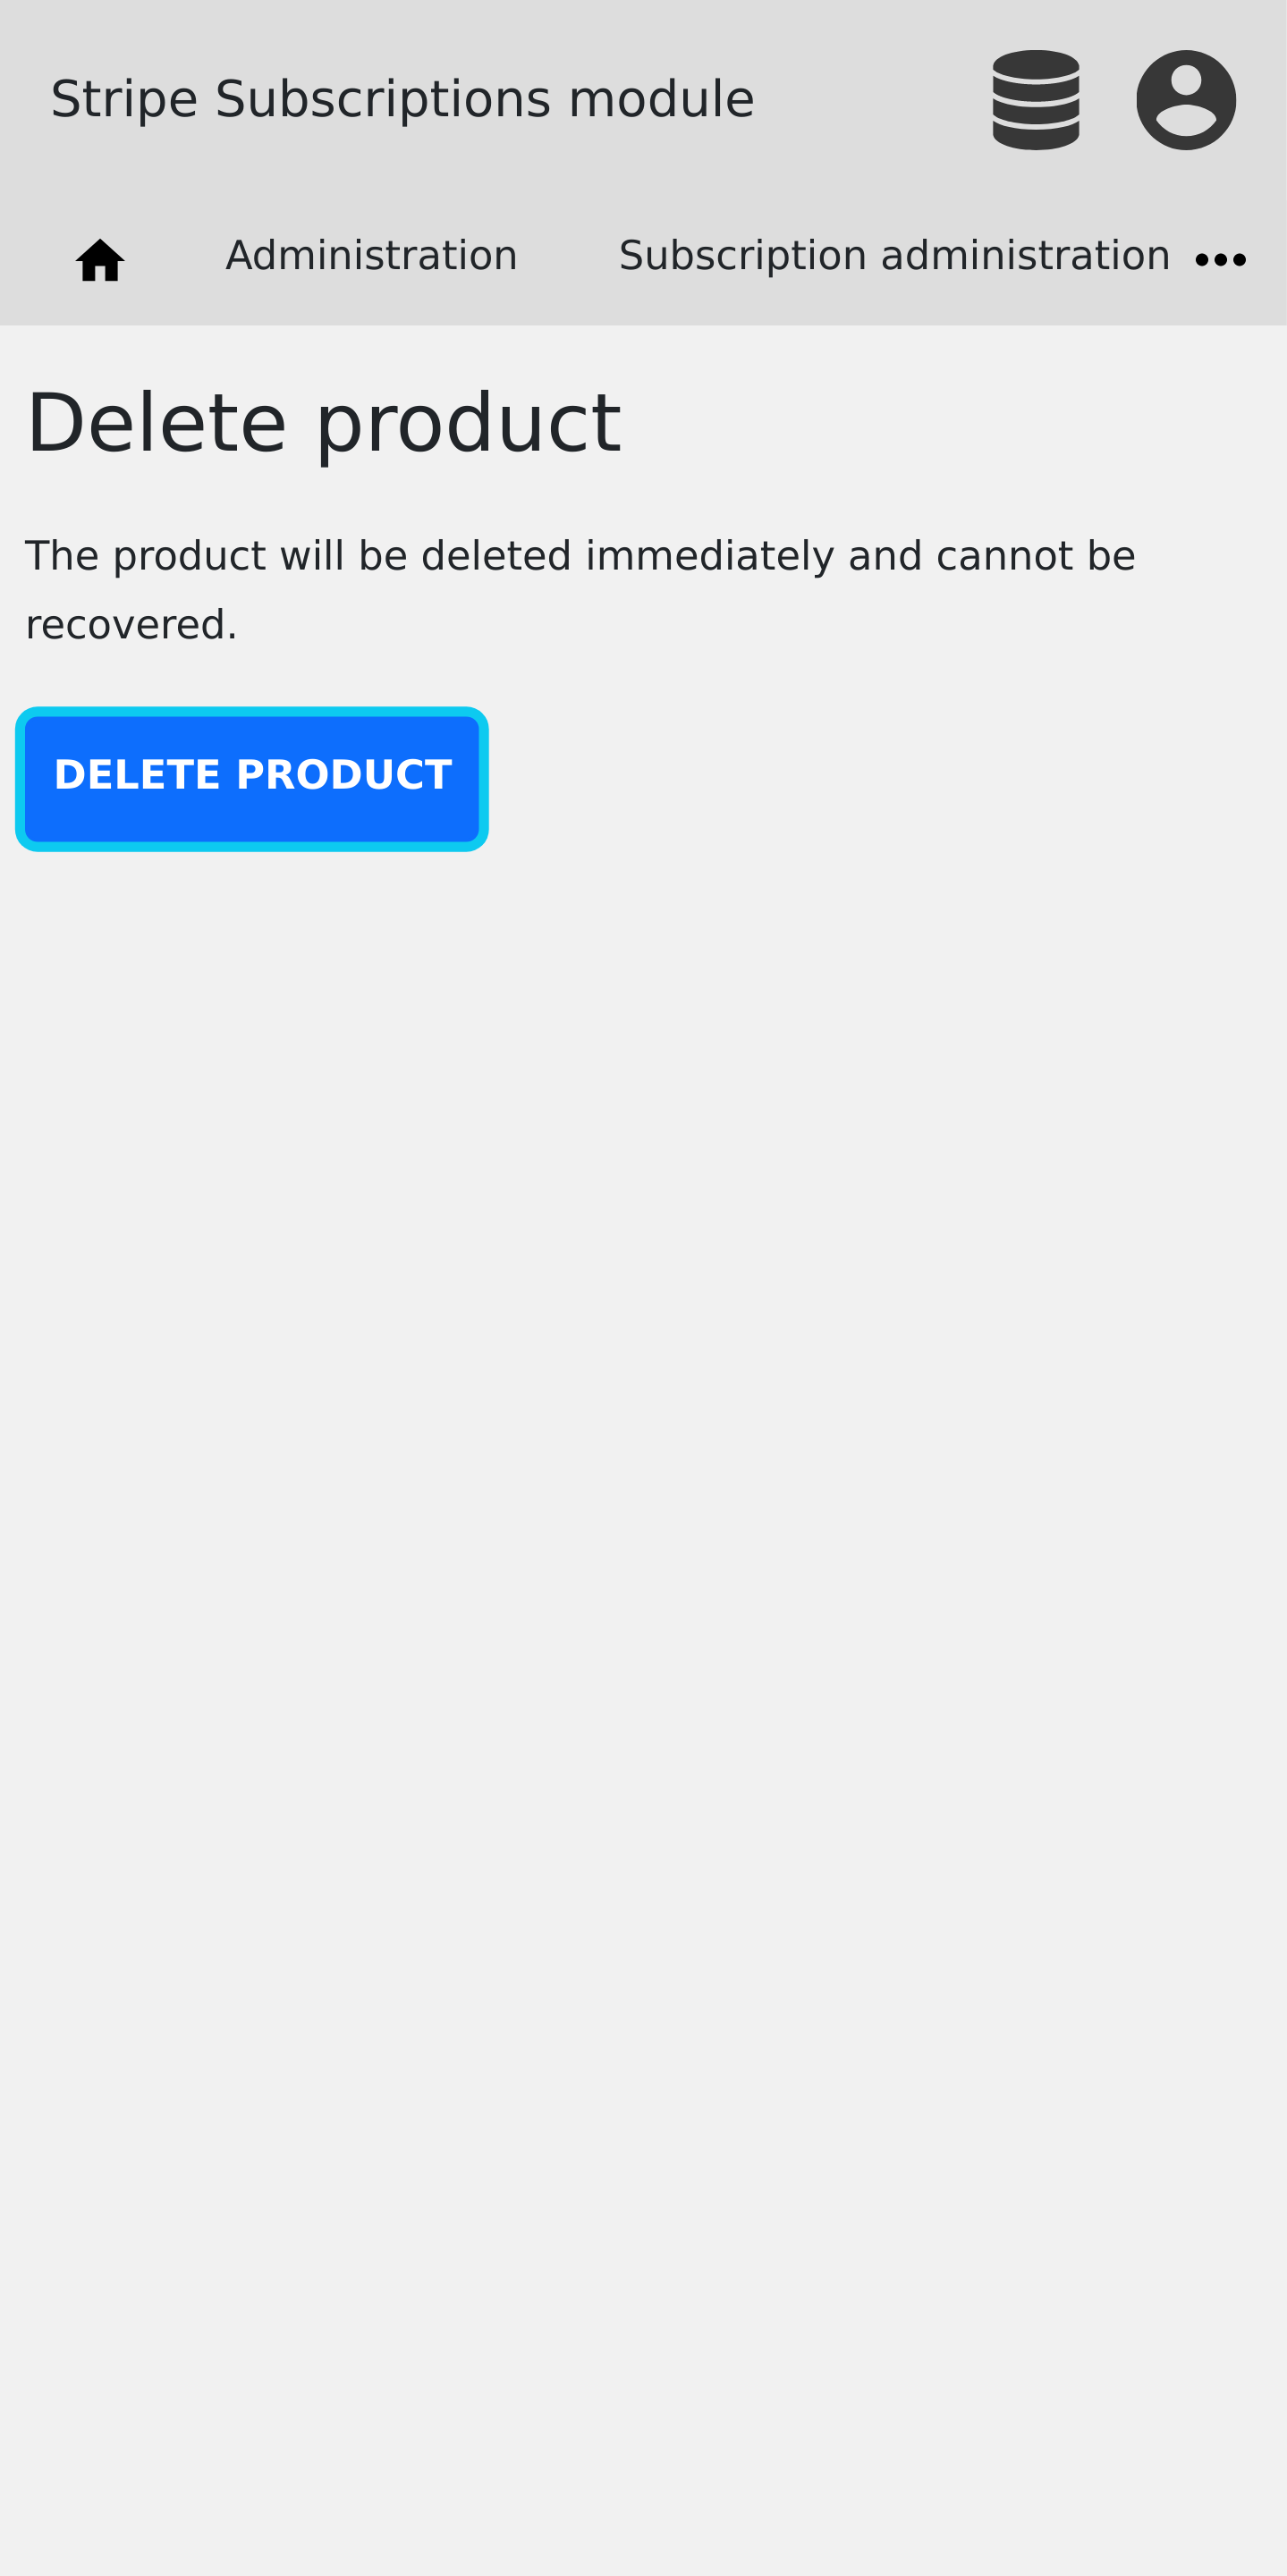 Stripe Subscriptions module
Administration
Subscription administration
Delete product
The product will be deleted immediately and cannot be
recovered.
DELETE PRODUCT